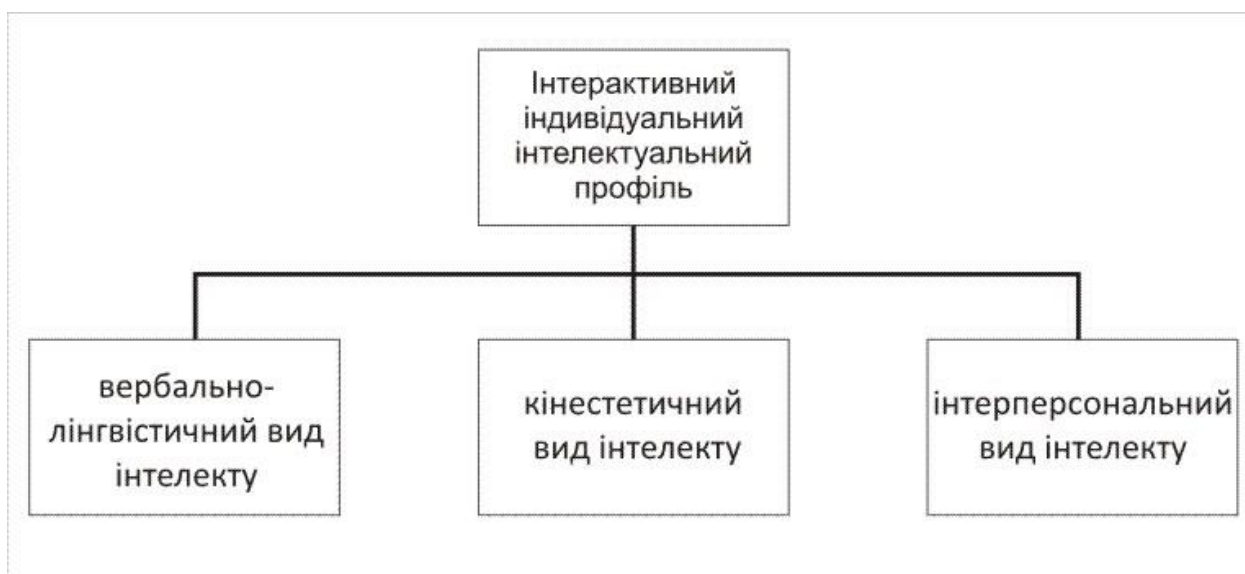 Інтерактивний
індивідуальний
інтелектуальний
профіль
вербально-
лінгвістичний вид
інтелекту
кінестетичний
вид інтелекту
інтерперсональний
вид інтелекту